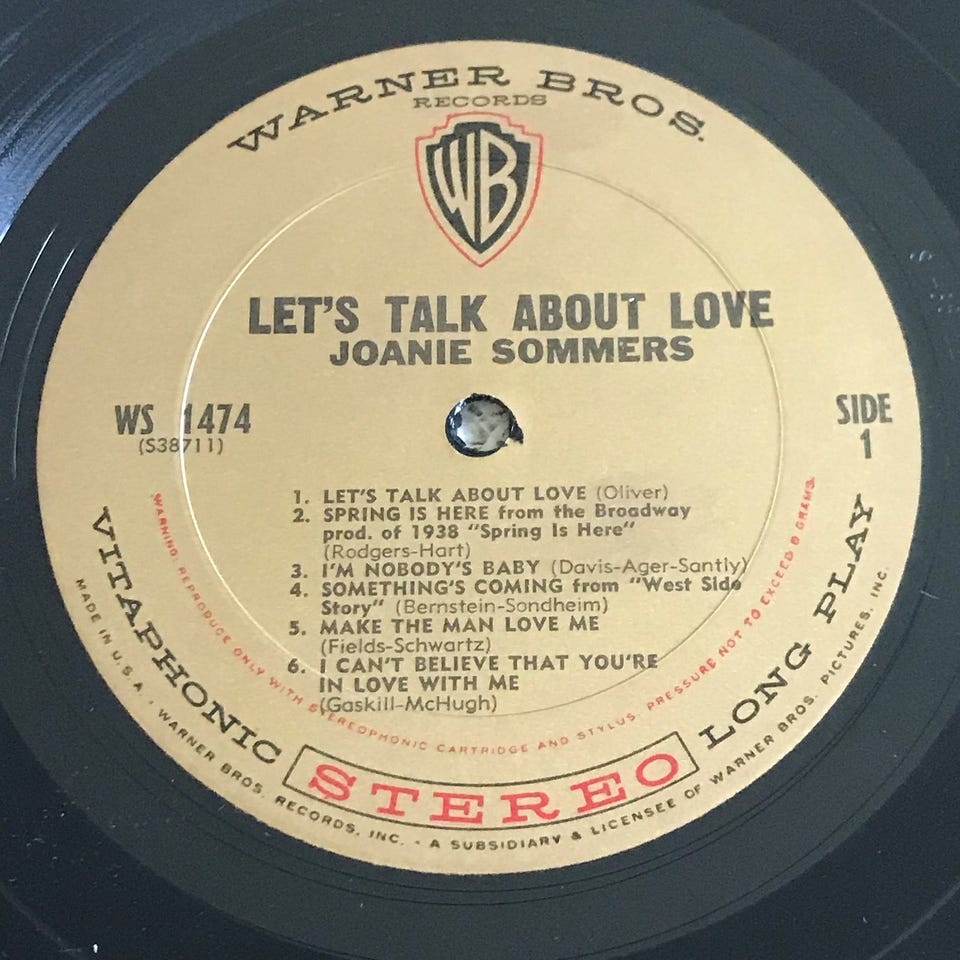 WARNER BROS.
RECORDS
WB
LET'S TALK ABOUT LOVE
JOANIE SOMMERS
WS 1474
(S38711)
SIDE
1
1. LET'S TALK ABOUT LOVE (Oliver)
2. SPRING IS HERE from the Broadway
prod. of 1938 "Spring Is Here"
(Rodgers-Hart)
3. I'M NOBODY'S BABY (Davis-Ager-Santly)
4. SOMETHING'S COMING from "West Side
Story" (Bernstein-Sondheim)
5. MAKE THE MAN LOVE ME
(Fields-Schwartz)
6. I CAN'T BELIEVE THAT YOU'RE
IN LOVE WITH ME
(Gaskill-McHugh)
WARNING: REPRODUCE ONLY WITH STEREOPHONIC CARTRIDGE AND STYLUS. PRESSURE NOT TO EXCEED 6 GRAMS.
VITAPHONIC STEREO LONG PLAY
MADE IN U.S.A. · WARNER BROS. RECORDS, INC. · A SUBSIDIARY & LICENSEE OF WARNER BROS. PICTURES, INC.